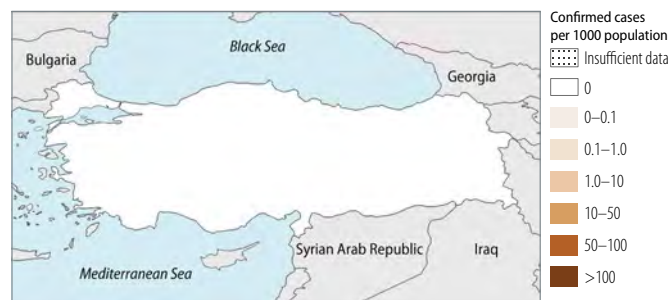 Confirmed cases
per 1000 population
Insufficient data
0
0–0.1
0.1–1.0
1.0–10
10–50
50–100
>100
Black Sea
Bulgaria
Georgia
Syrian Arab Republic
Iraq
Mediterranean Sea